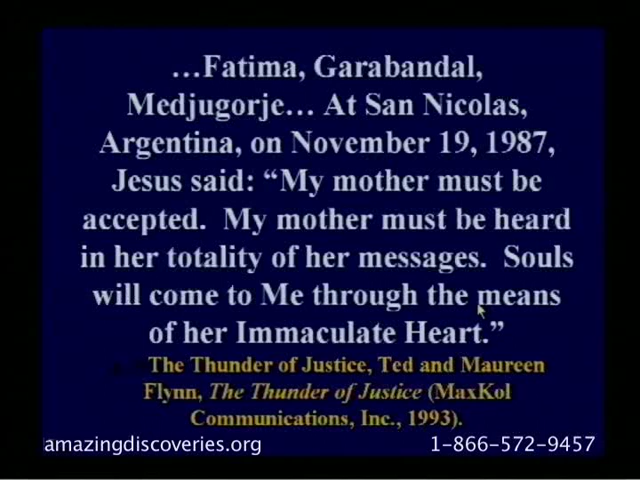 ...Fatima, Garabandal,
Medjugorje... At San Nicolas,
Argentina, on November 19, 1987,
Jesus said: “My mother must be
accepted.  My mother must be heard
in her totality of her messages.  Souls
will come to Me through the means
of her Immaculate Heart.”
The Thunder of Justice, Ted and Maureen
Flynn, The Thunder of Justice (MaxKol
Communications, Inc., 1993).
amazingdiscoveries.org 1-866-572-9457